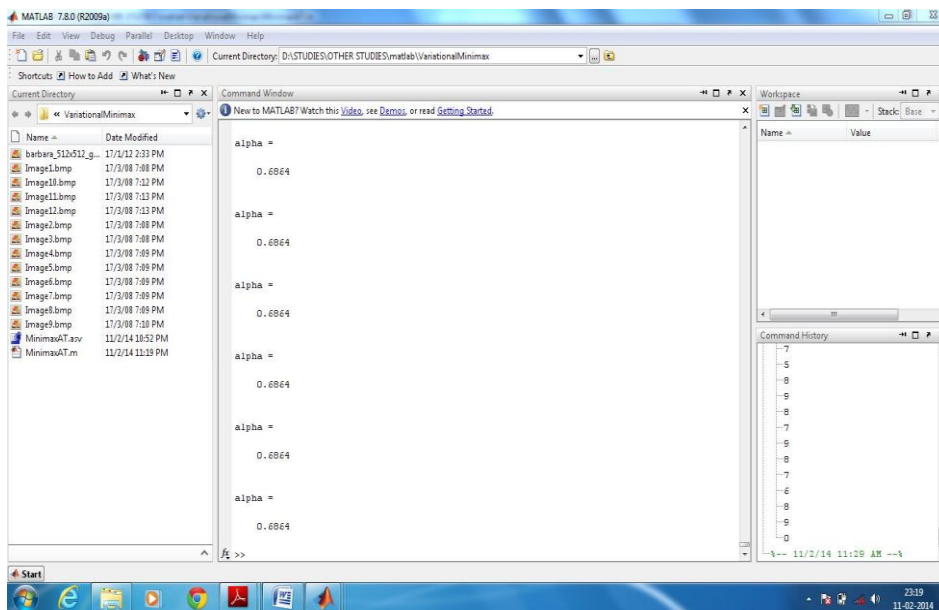 MATLAB 7.8.0 (R2009a)
File Edit View Debug Parallel Desktop Window Help
Current Directory: D:\STUDIES\OTHER STUDIES\matlab\VariationalMinimax
Shortcuts How to Add What's New
Current Directory
« VariationalMinimax
Name Date Modified
barbara_512x512_g... 17/1/12 2:33 PM
Image1.bmp 17/3/08 7:08 PM
Image10.bmp 17/3/08 7:12 PM
Image11.bmp 17/3/08 7:13 PM
Image12.bmp 17/3/08 7:13 PM
Image2.bmp 17/3/08 7:08 PM
Image3.bmp 17/3/08 7:08 PM
Image4.bmp 17/3/08 7:09 PM
Image5.bmp 17/3/08 7:09 PM
Image6.bmp 17/3/08 7:09 PM
Image7.bmp 17/3/08 7:09 PM
Image8.bmp 17/3/08 7:09 PM
Image9.bmp 17/3/08 7:10 PM
MinimaxAT.asv 11/2/14 10:52 PM
MinimaxAT.m 11/2/14 11:19 PM
Command Window
New to MATLAB? Watch this Video, see Demos, or read Getting Started.
alpha =
0.6864
alpha =
0.6864
alpha =
0.6864
alpha =
0.6864
alpha =
0.6864
alpha =
0.6864
fx >>
Workspace
Stack: Base
Name Value
Command History
7
5
8
9
8
7
9
8
7
6
8
9
0
%-- 11/2/14 11:29 AM --%
Start
23:19
11-02-2014